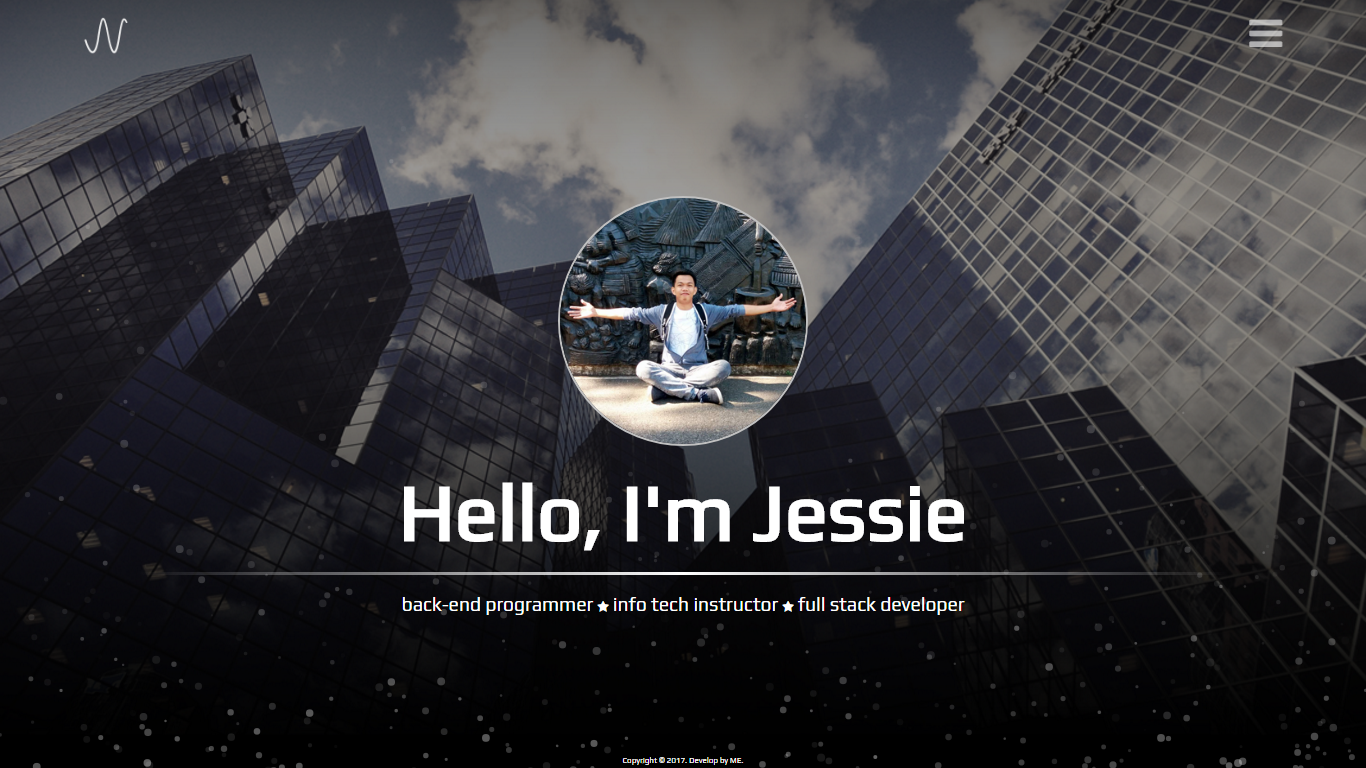 Hello, I'm Jessie
back-end programmer ★ info tech instructor ★ full stack developer
Copyright © 2017. Develop by ME.